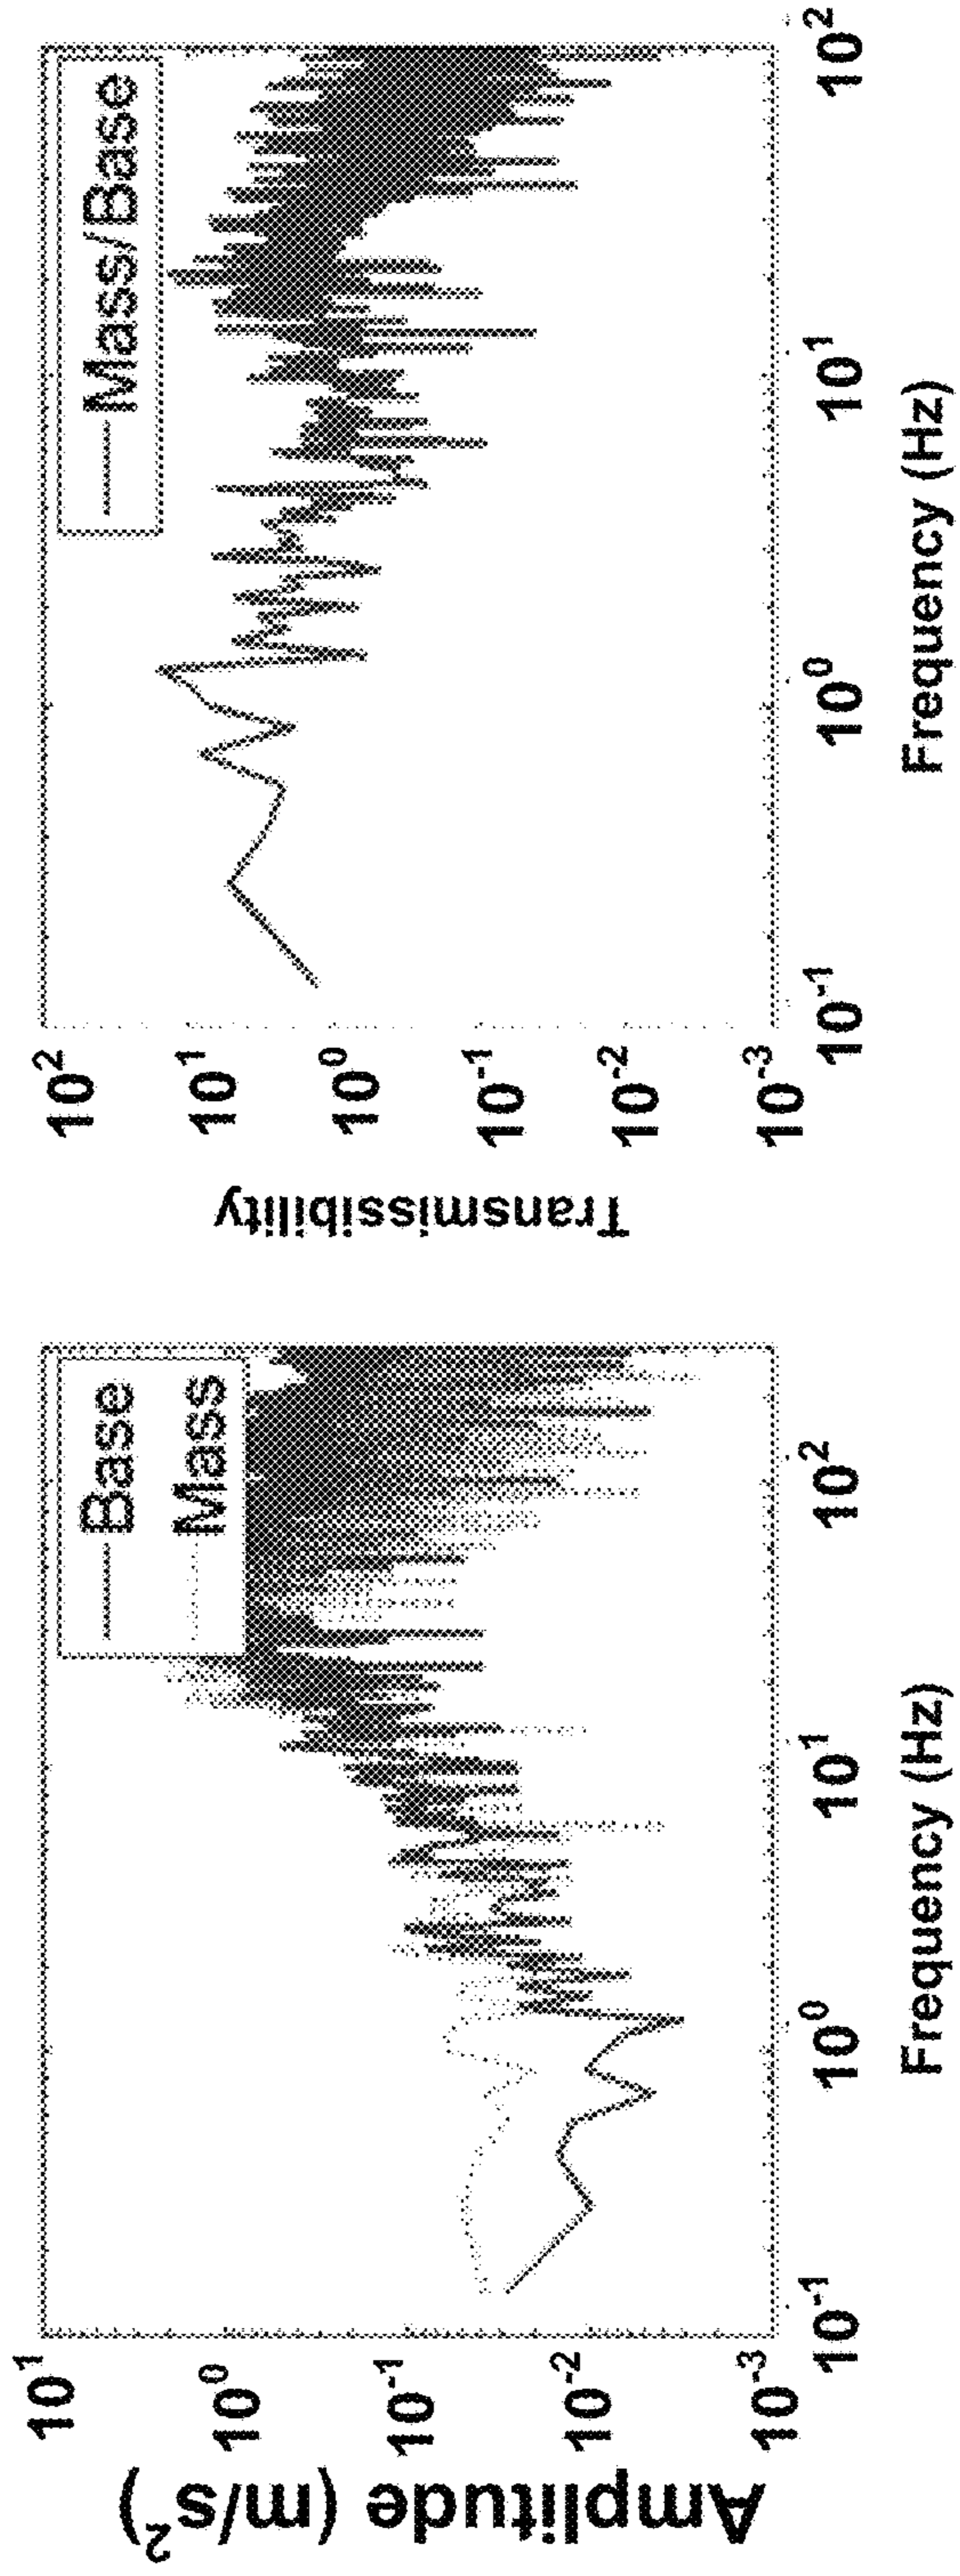 Amplitude (m/s²)
10¹
10⁰
10⁻¹
10⁻²
10⁻³
Base
Mass
10⁻¹
10⁰
10¹
10²
Frequency (Hz)
Transmissibility
10²
10¹
10⁰
10⁻¹
10⁻²
10⁻³
Mass/Base
10⁻¹
10⁰
10¹
10²
Frequency (Hz)